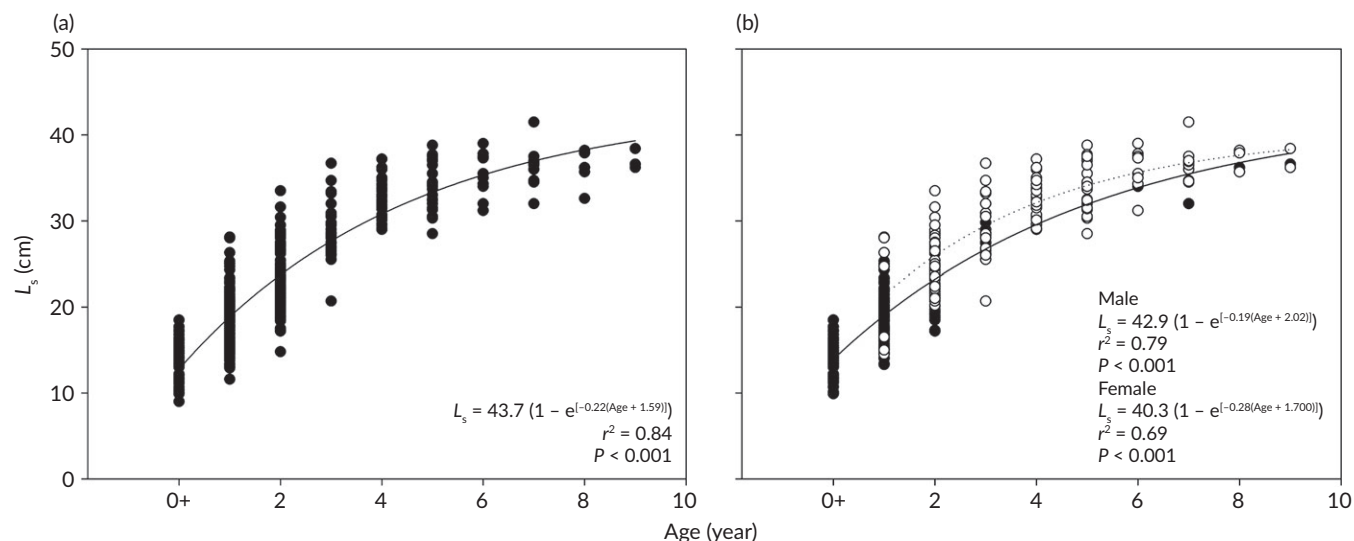 (a)
(b)
50
40
30
20
10
0
Lₛ (cm)
Lₛ = 43.7 (1 – e[–0.22(Age + 1.59)])
r² = 0.84
P < 0.001
Male
Lₛ = 42.9 (1 – e[–0.19(Age + 2.02)])
r² = 0.79
P < 0.001
Female
Lₛ = 40.3 (1 – e[–0.28(Age + 1.700)])
r² = 0.69
P < 0.001
0+ 2 4 6 8 10
0+ 2 4 6 8 10
Age (year)